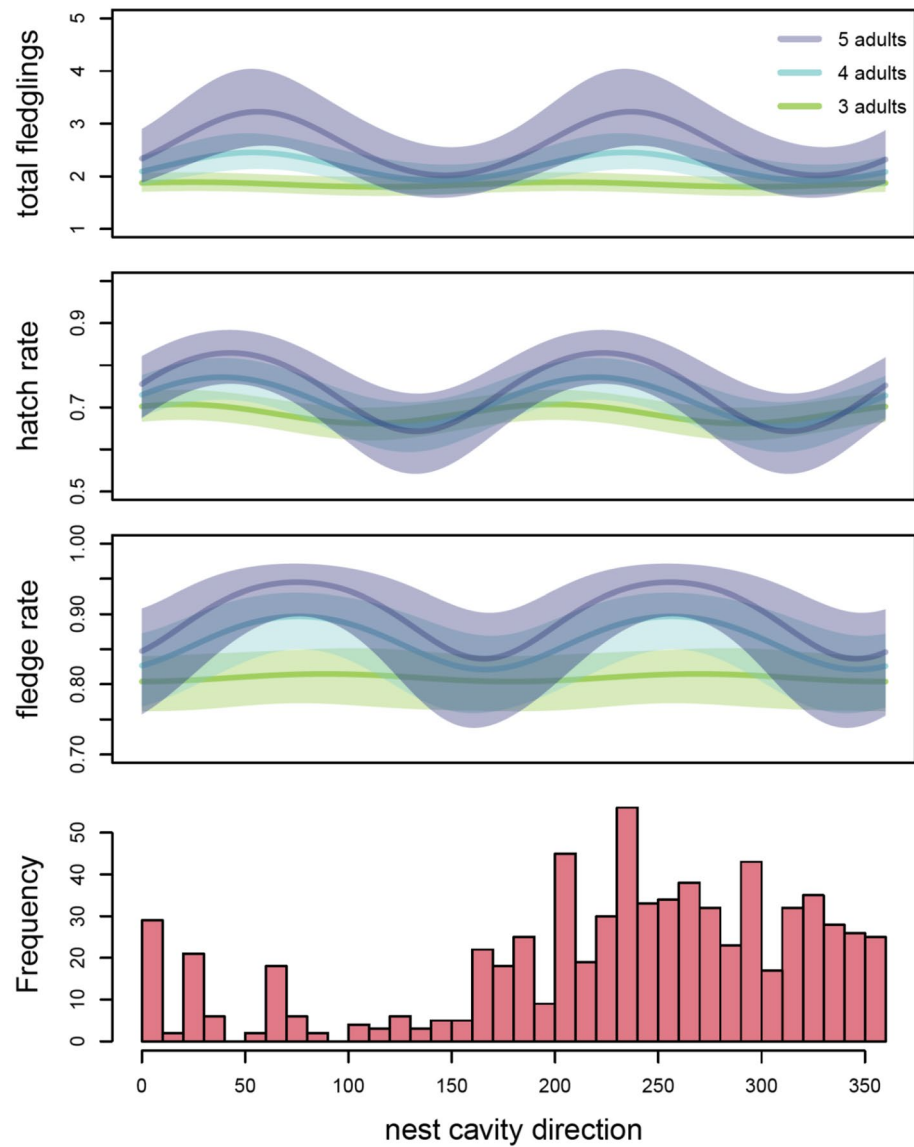 total fledglings
5
4
3
2
1
5 adults
4 adults
3 adults
hatch rate
0.9
0.7
0.5
fledge rate
1.00
0.90
0.80
0.70
Frequency
50
40
30
20
10
0
0 50 100 150 200 250 300 350
nest cavity direction